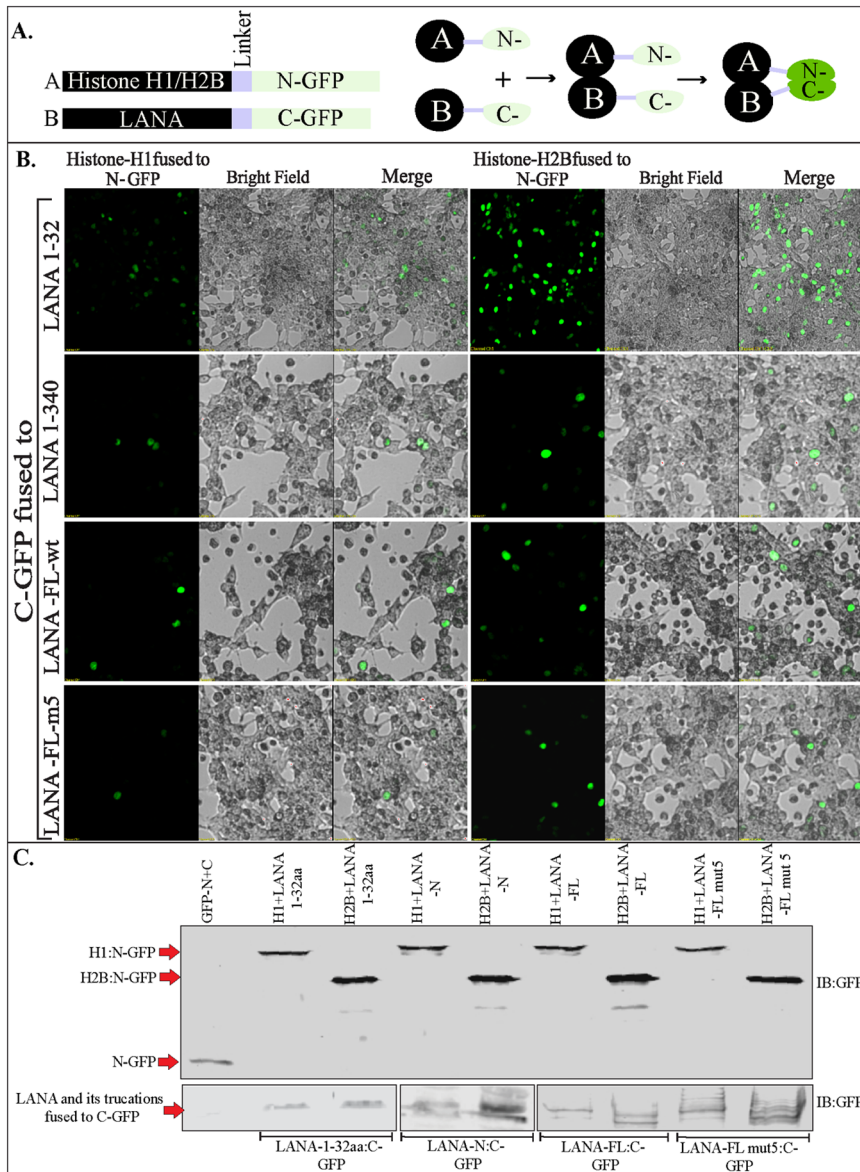 A.
Linker
A Histone H1/H2B N-GFP
B LANA C-GFP
A N-
+
B C-
A N-
B C-
A N-
B C-
B.
Histone-H1 fused to
N-GFP Bright Field Merge
Histone-H2B fused to
N-GFP Bright Field Merge
C-GFP fused to
LANA 1-32
LANA 1-340
LANA -FL-wt
LANA -FL-m5
C.
GFP-N+C
H1+LANA
1-32aa
H2B+LANA
1-32aa
H1+LANA
-N
H2B+LANA
-N
H1+LANA
-FL
H2B+LANA
-FL
H1+LANA
-FL mut5
H2B+LANA
-FL mut 5
H1:N-GFP
H2B:N-GFP
IB:GFP
N-GFP
LANA and its trucations
fused to C-GFP
IB:GFP
LANA-1-32aa:C-
GFP
LANA-N:C-
GFP
LANA-FL:C-
GFP
LANA-FL mut5:C-
GFP